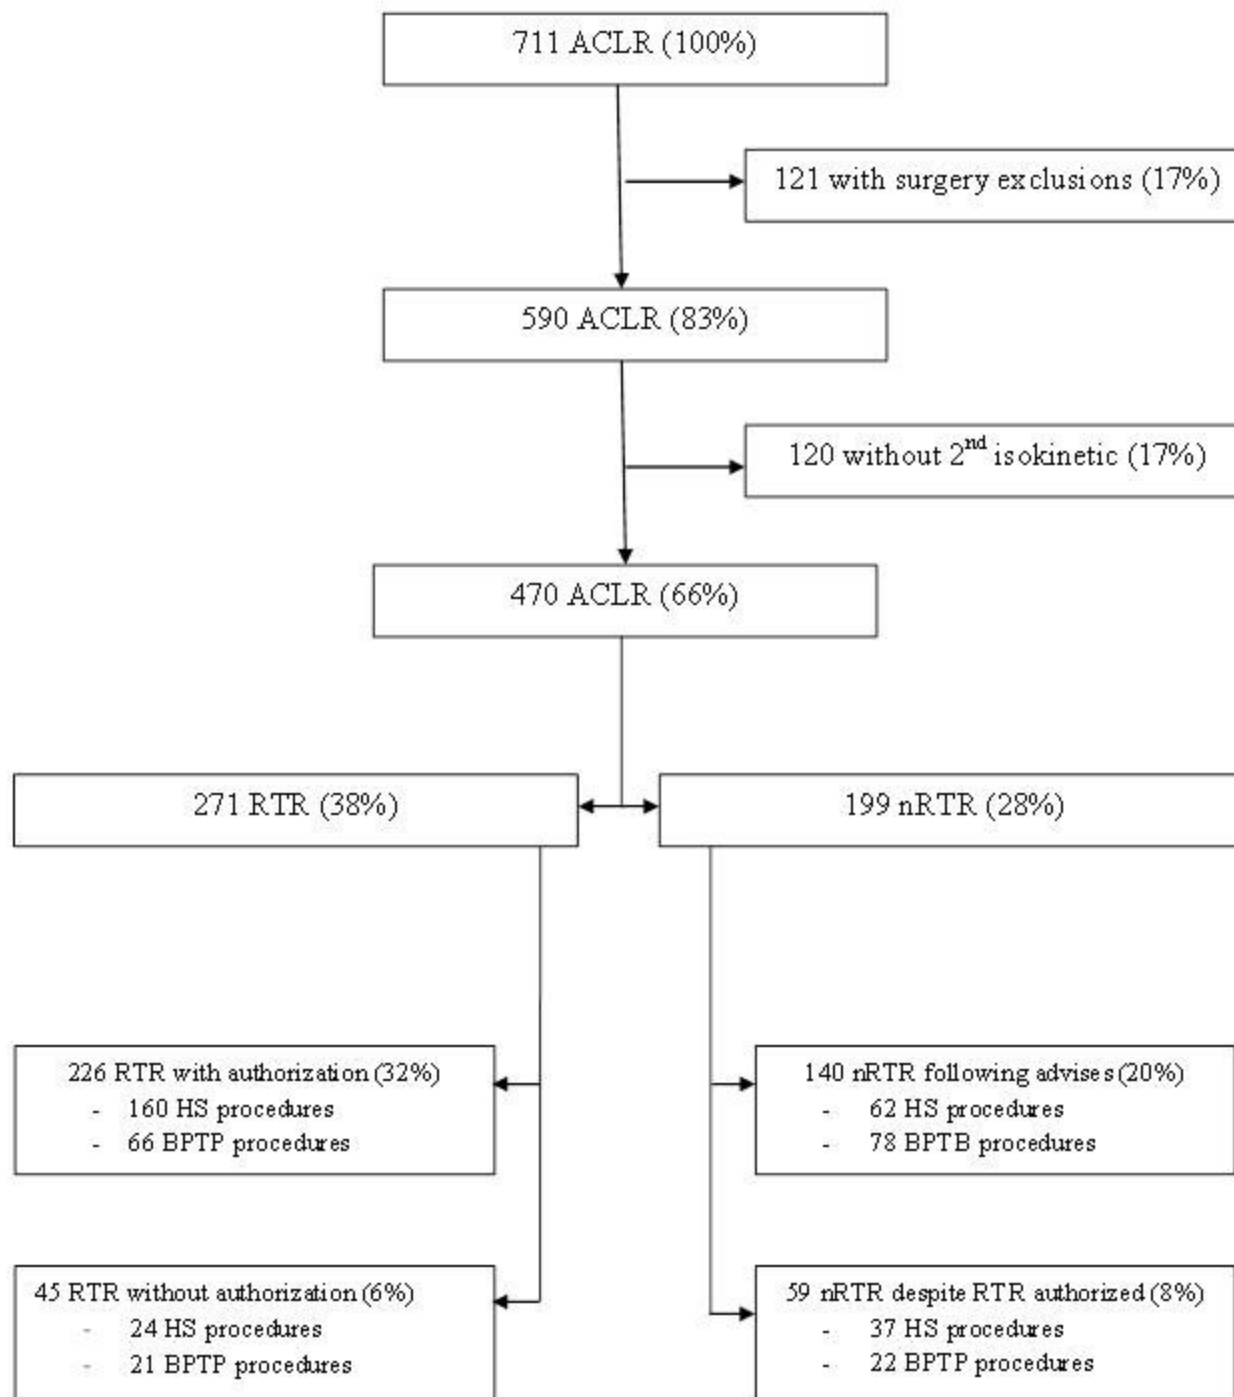 711 ACLR (100%)
121 with surgery exclusions (17%)
590 ACLR (83%)
120 without 2nd isokinetic (17%)
470 ACLR (66%)
271 RTR (38%)
199 nRTR (28%)
226 RTR with authorization (32%)
- 160 HS procedures
- 66 BPTP procedures
140 nRTR following advises (20%)
- 62 HS procedures
- 78 BPTB procedures
45 RTR without authorization (6%)
- 24 HS procedures
- 21 BPTP procedures
59 nRTR despite RTR authorized (8%)
- 37 HS procedures
- 22 BPTP procedures